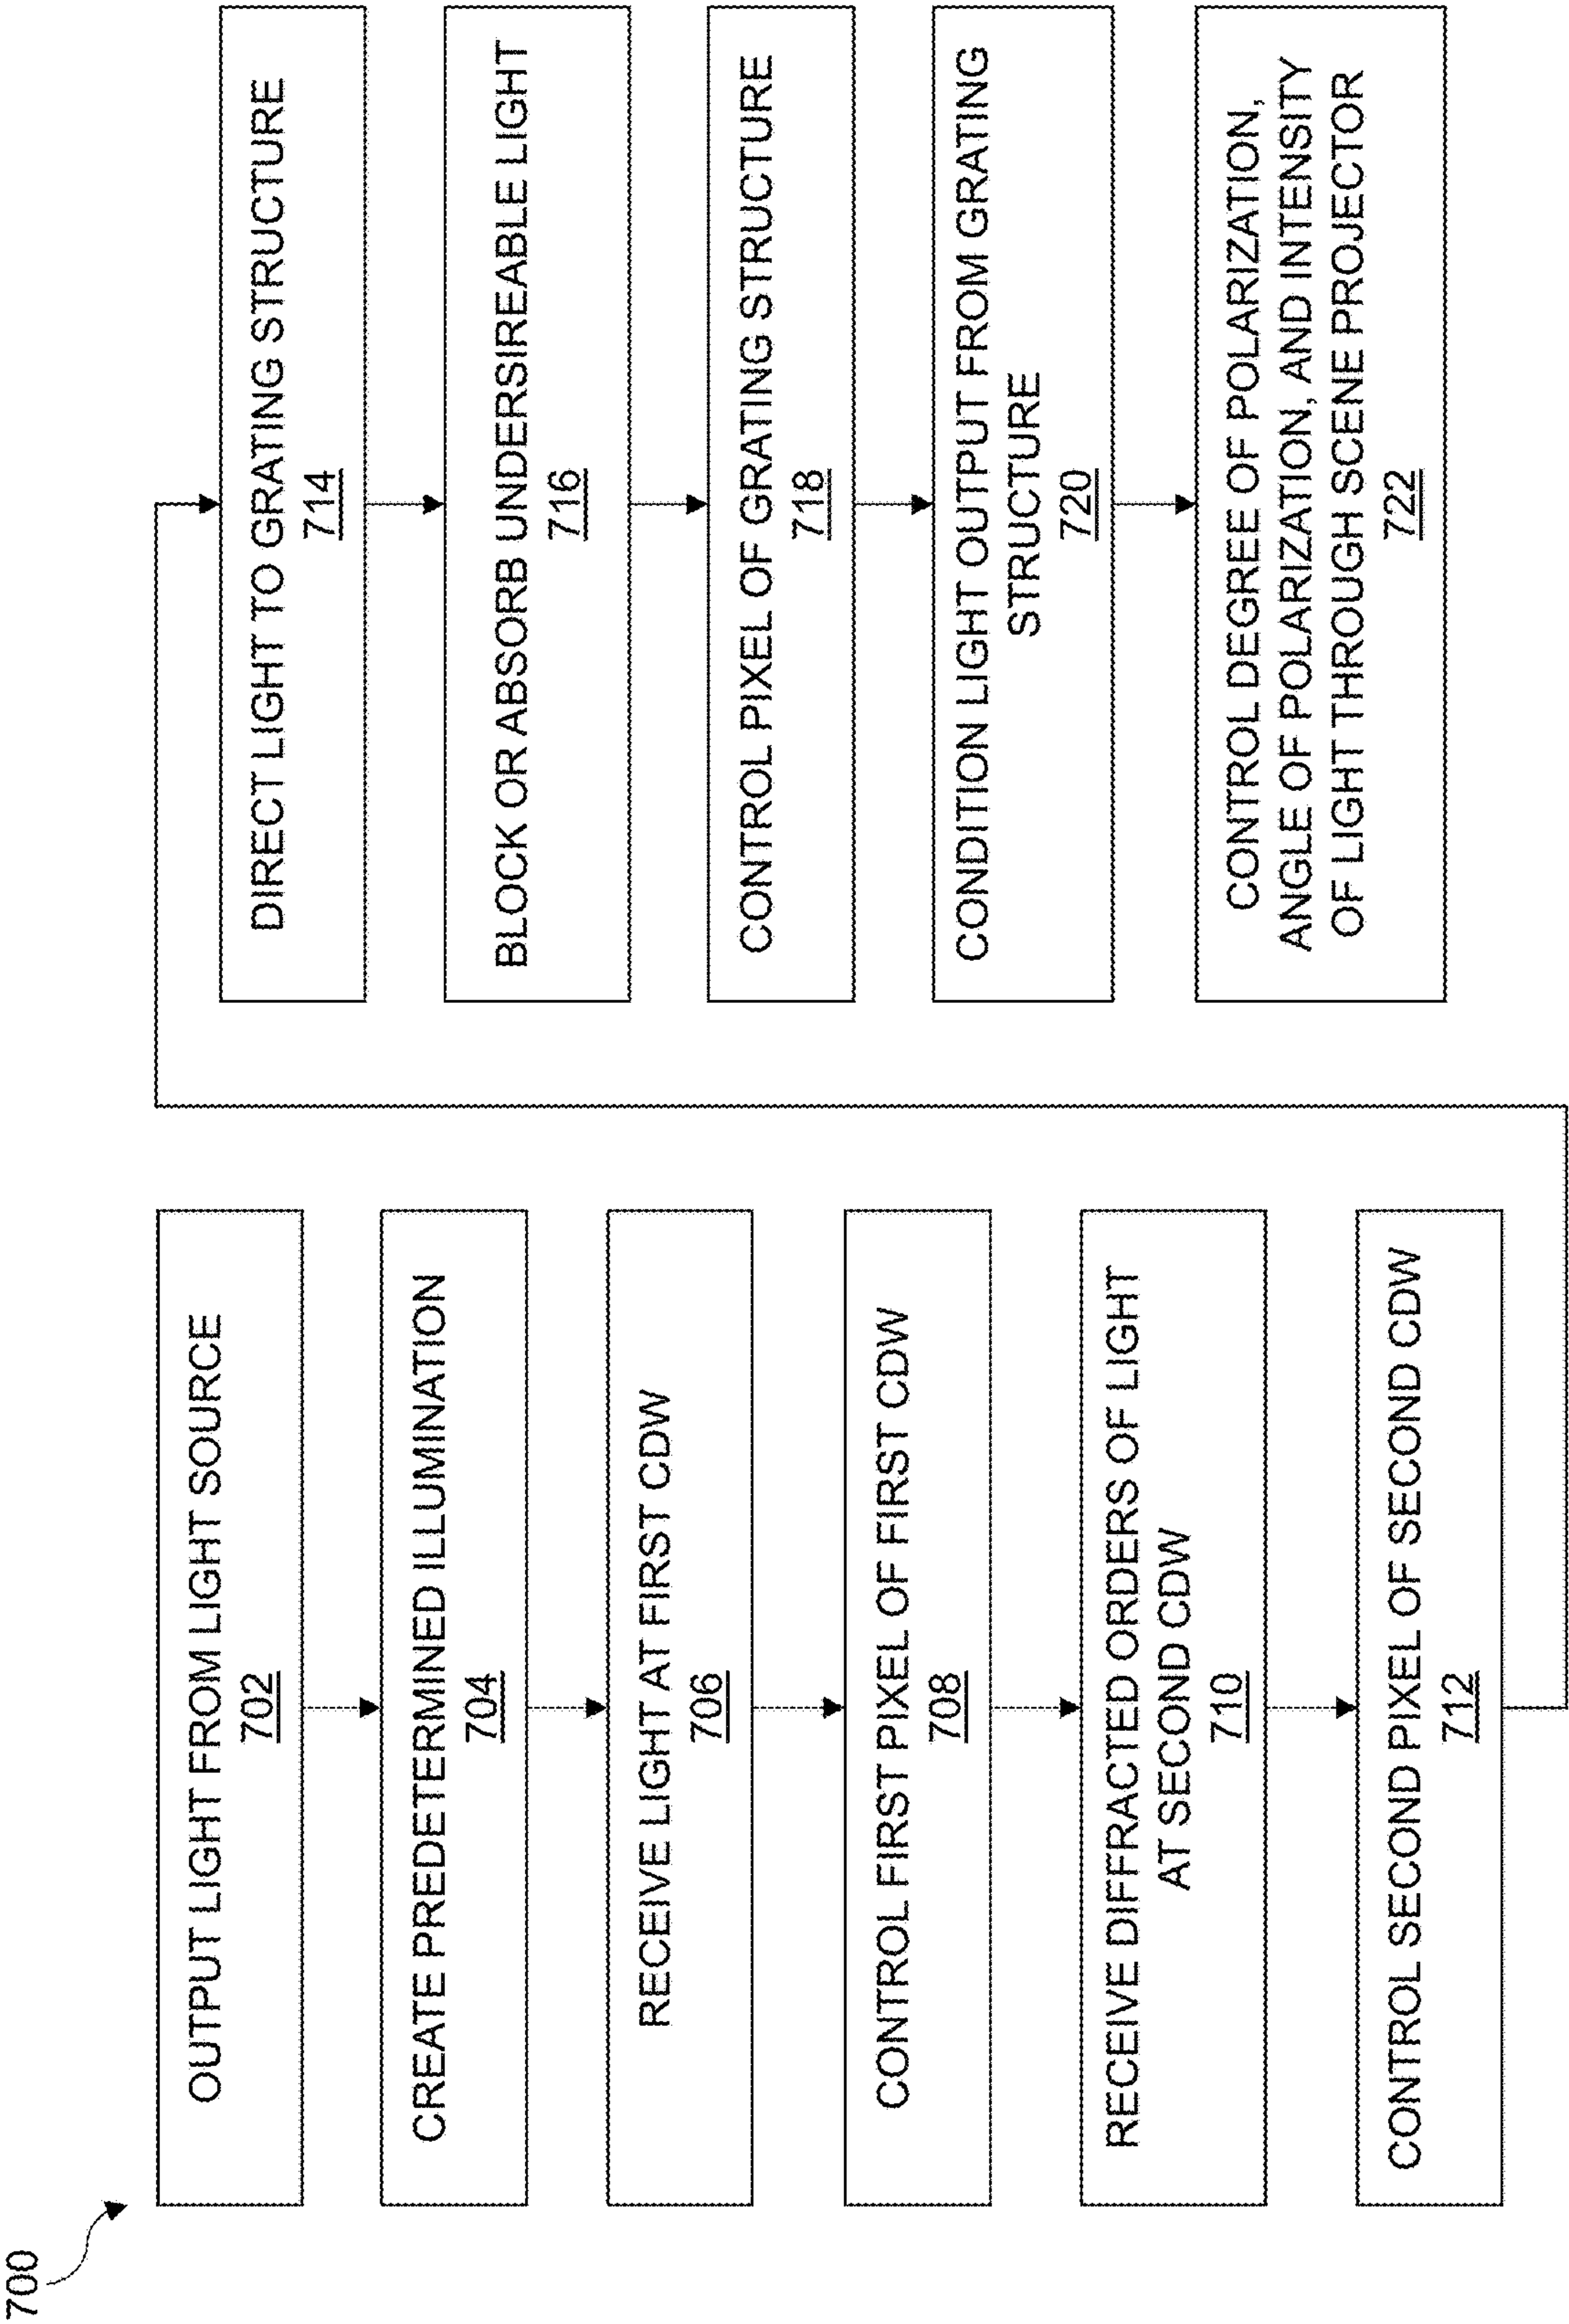 700
OUTPUT LIGHT FROM LIGHT SOURCE
702
CREATE PREDETERMINED ILLUMINATION
704
RECEIVE LIGHT AT FIRST CDW
706
CONTROL FIRST PIXEL OF FIRST CDW
708
RECEIVE DIFFRACTED ORDERS OF LIGHT
AT SECOND CDW
710
CONTROL SECOND PIXEL OF SECOND CDW
712
DIRECT LIGHT TO GRATING STRUCTURE
714
BLOCK OR ABSORB UNDERSIREABLE LIGHT
716
CONTROL PIXEL OF GRATING STRUCTURE
718
CONDITION LIGHT OUTPUT FROM GRATING
STRUCTURE
720
CONTROL DEGREE OF POLARIZATION,
ANGLE OF POLARIZATION, AND INTENSITY
OF LIGHT THROUGH SCENE PROJECTOR
722